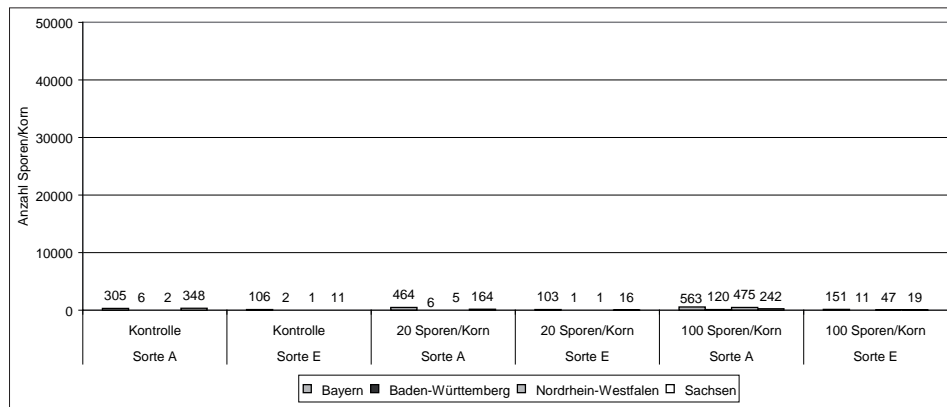 50000
40000
30000
20000
10000
0
Anzahl Sporen/Korn
305 6 2 348 106 2 1 11 464 6 5 164 103 1 1 16 563 120 475 242 151 11 47 19
Kontrolle Kontrolle 20 Sporen/Korn 20 Sporen/Korn 100 Sporen/Korn 100 Sporen/Korn
Sorte A Sorte E Sorte A Sorte E Sorte A Sorte E
Bayern Baden-Württemberg Nordrhein-Westfalen Sachsen